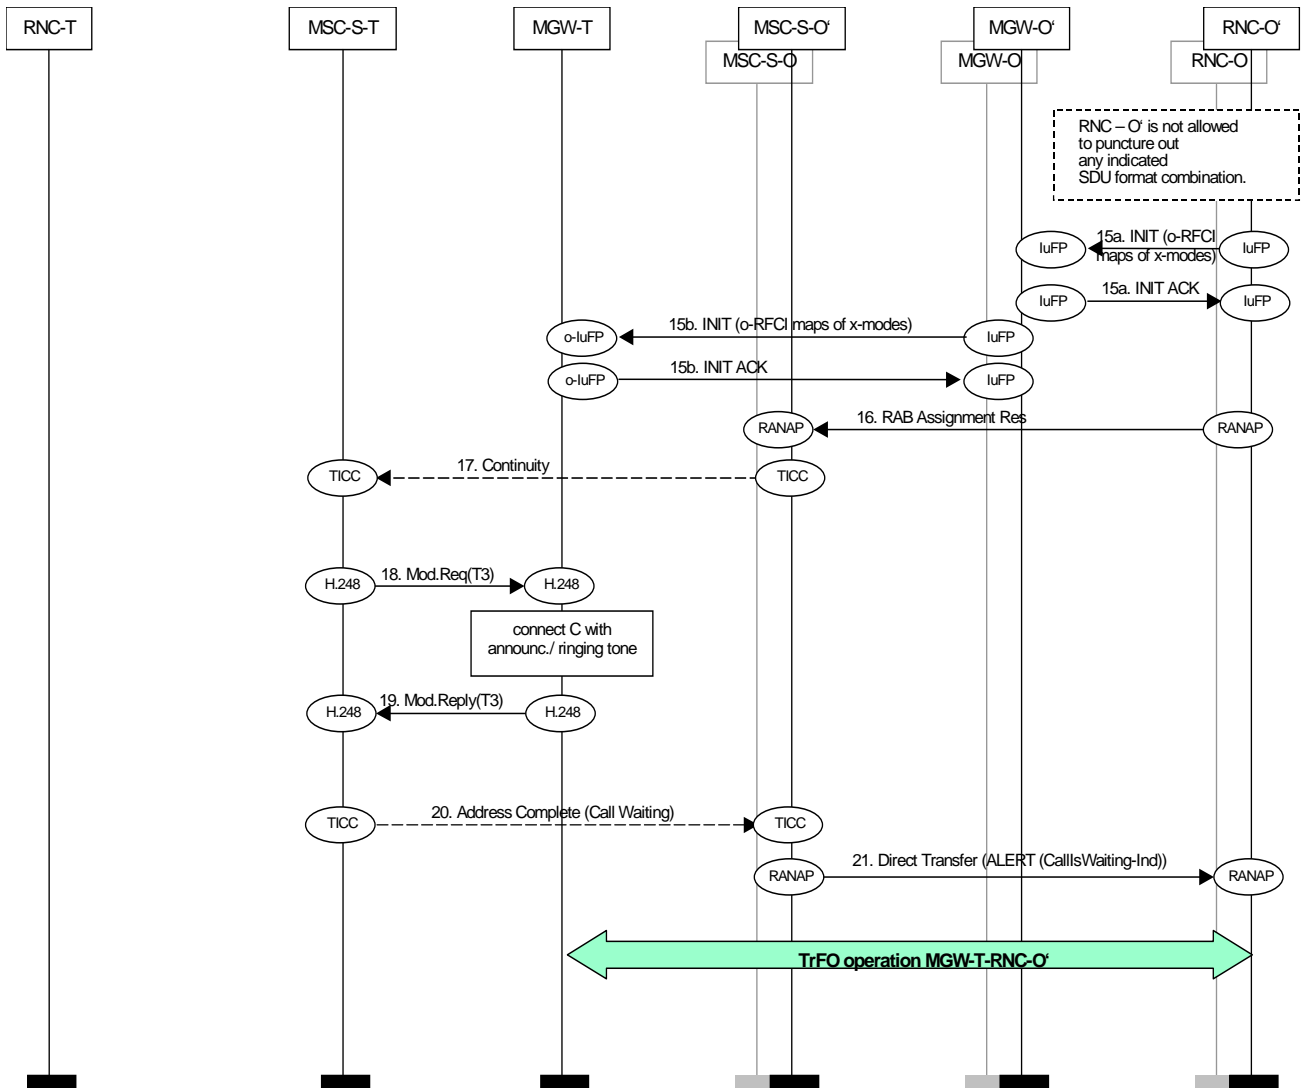 RNC-T
MSC-S-T
MGW-T
MSC-S-O‘
MGW-O‘
RNC-O‘
MSC-S-O
MGW-O
RNC-O
RNC – O‘ is not allowed
to puncture out
any indicated
SDU format combination.
15a. INIT (o-RFCI
maps of x-modes)
IuFP
IuFP
15a. INIT ACK
IuFP
IuFP
15b. INIT (o-RFCI maps of x-modes)
o-IuFP
IuFP
15b. INIT ACK
o-IuFP
IuFP
16. RAB Assignment Res
RANAP
RANAP
17. Continuity
TICC
TICC
18. Mod.Req(T3)
H.248
H.248
connect C with
announc./ ringing tone
19. Mod.Reply(T3)
H.248
H.248
20. Address Complete (Call Waiting)
TICC
TICC
21. Direct Transfer (ALERT (CallIsWaiting-Ind))
RANAP
RANAP
TrFO operation MGW-T-RNC-O‘